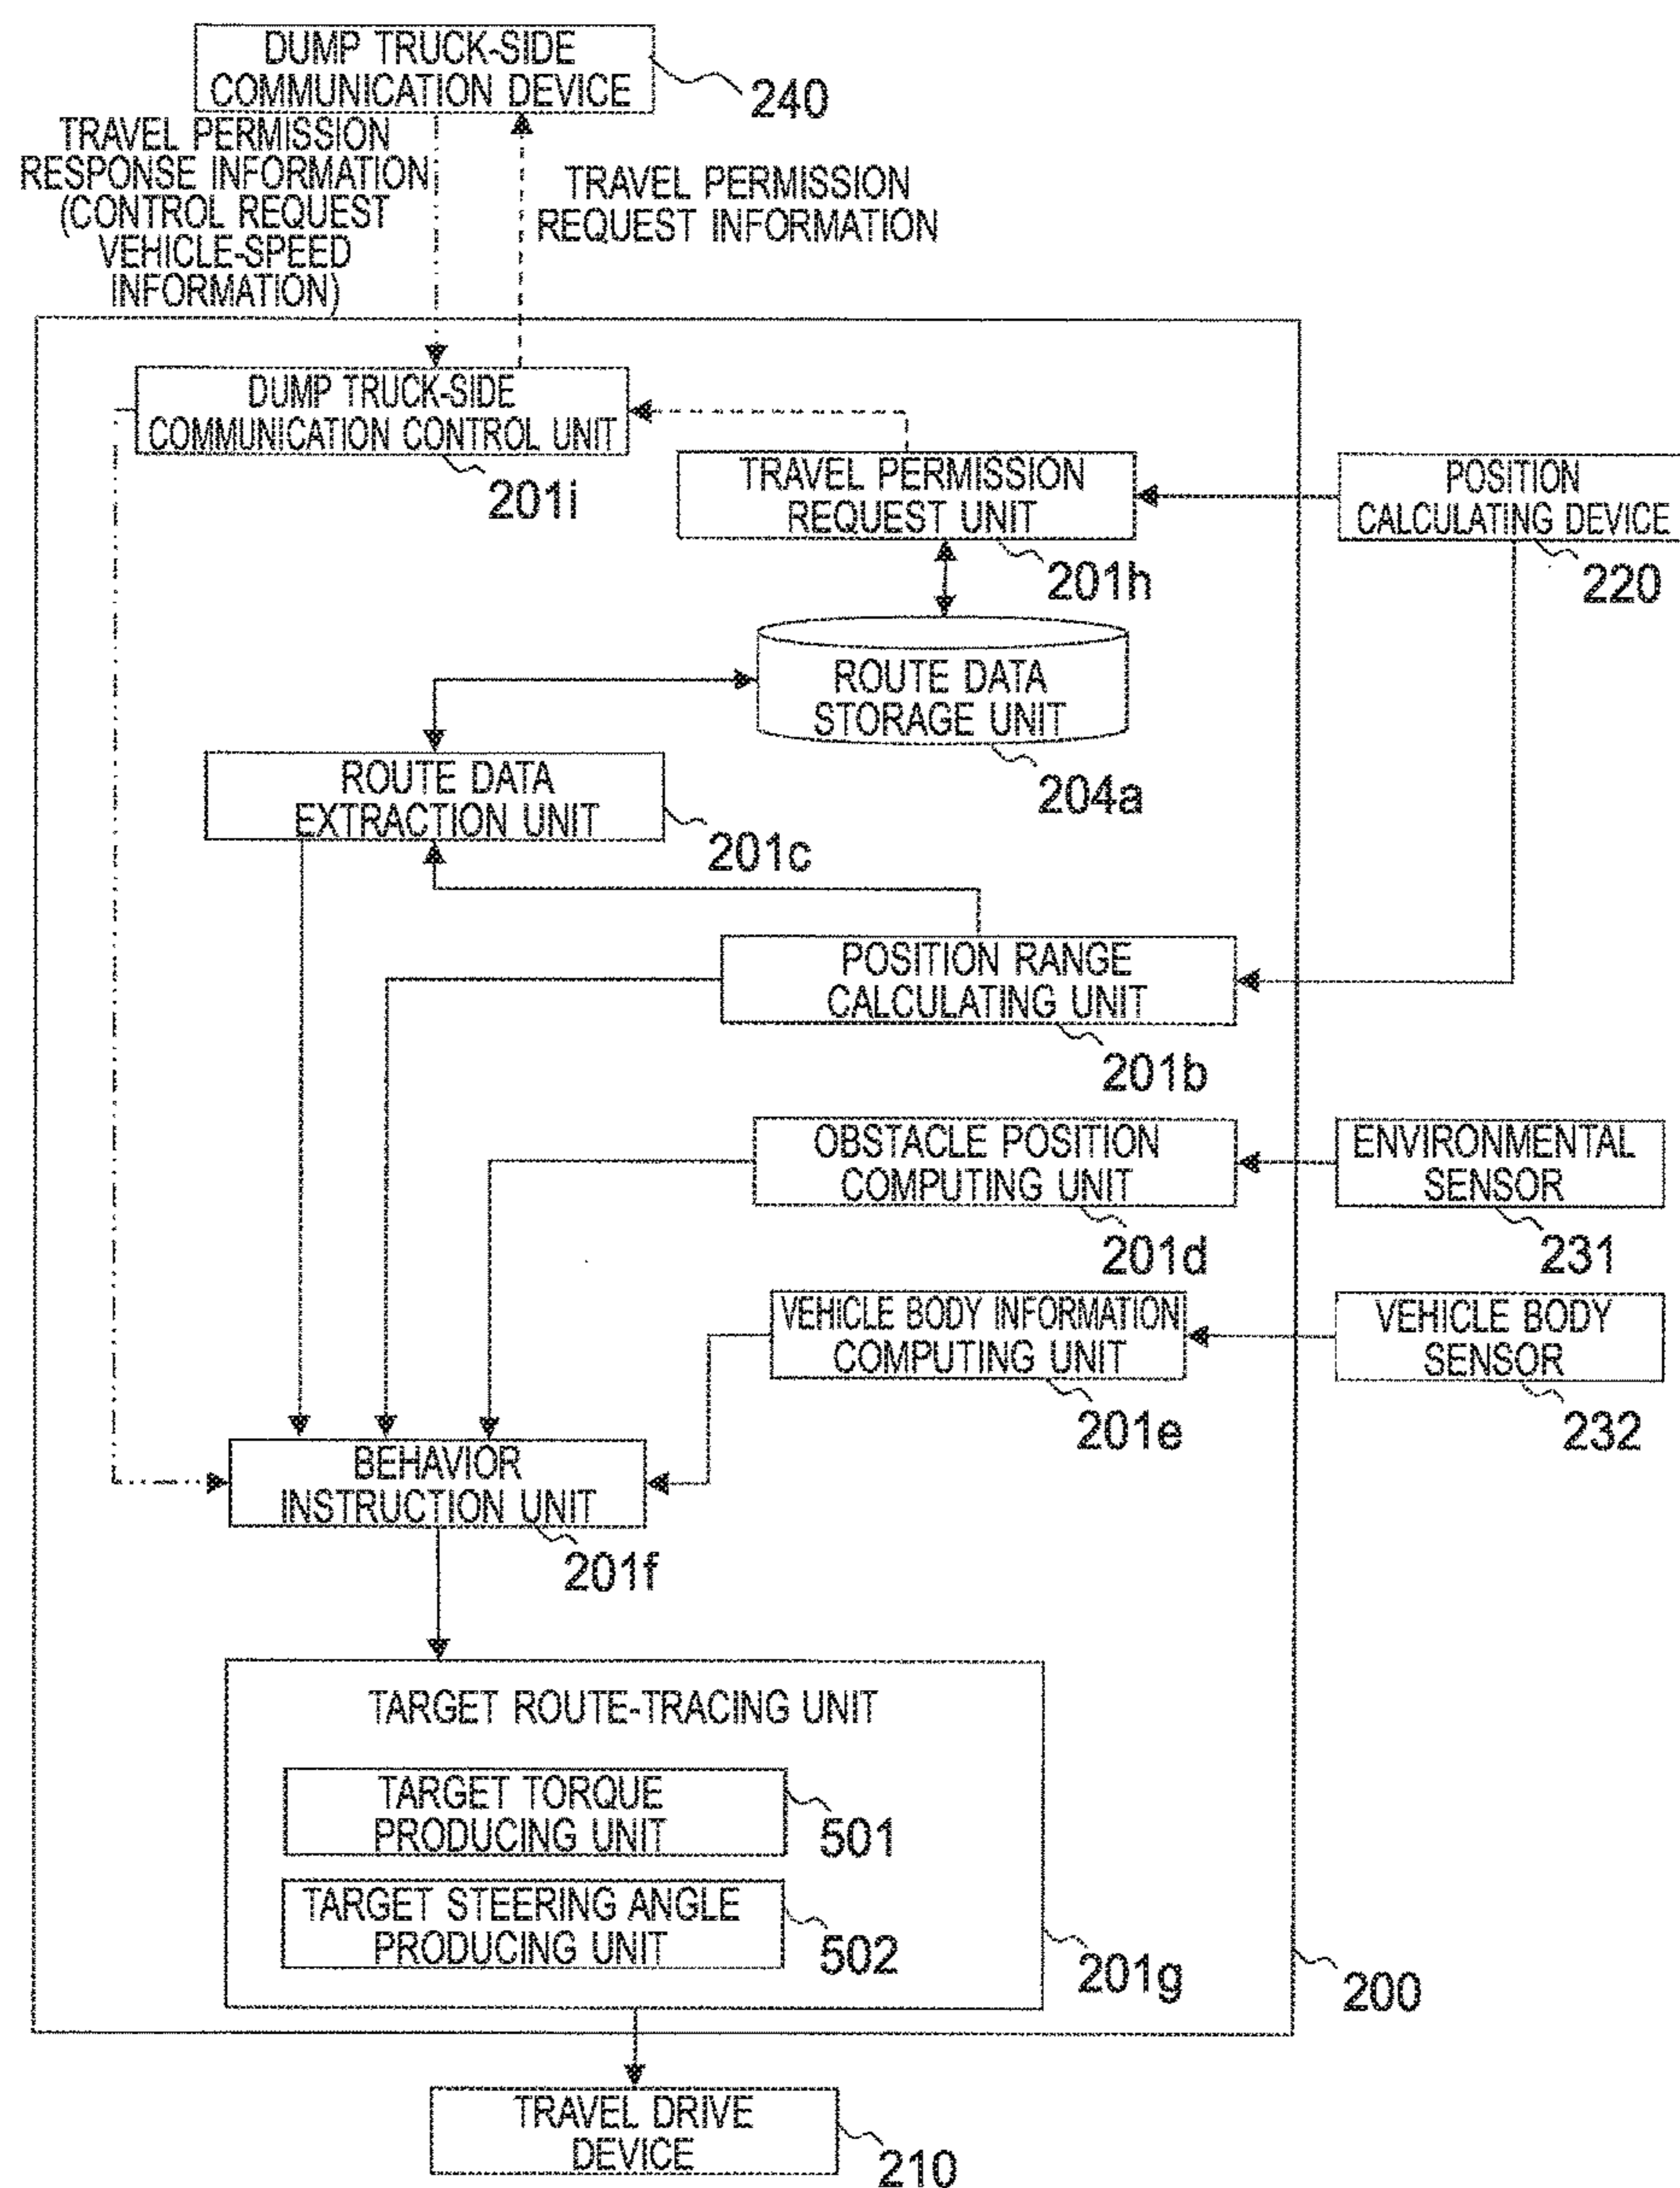 DUMP TRUCK-SIDE
COMMUNICATION DEVICE
240
TRAVEL PERMISSION
RESPONSE INFORMATION
(CONTROL REQUEST
VEHICLE-SPEED
INFORMATION)
TRAVEL PERMISSION
REQUEST INFORMATION
DUMP TRUCK-SIDE
COMMUNICATION CONTROL UNIT
201i
TRAVEL PERMISSION
REQUEST UNIT
201h
POSITION
CALCULATING DEVICE
220
ROUTE DATA
STORAGE UNIT
204a
ROUTE DATA
EXTRACTION UNIT
201c
POSITION RANGE
CALCULATING UNIT
201b
OBSTACLE POSITION
COMPUTING UNIT
201d
ENVIRONMENTAL
SENSOR
231
VEHICLE BODY INFORMATION
COMPUTING UNIT
201e
VEHICLE BODY
SENSOR
232
BEHAVIOR
INSTRUCTION UNIT
201f
TARGET ROUTE-TRACING UNIT
TARGET TORQUE
PRODUCING UNIT
501
TARGET STEERING ANGLE
PRODUCING UNIT
502
201g
200
TRAVEL DRIVE
DEVICE
210